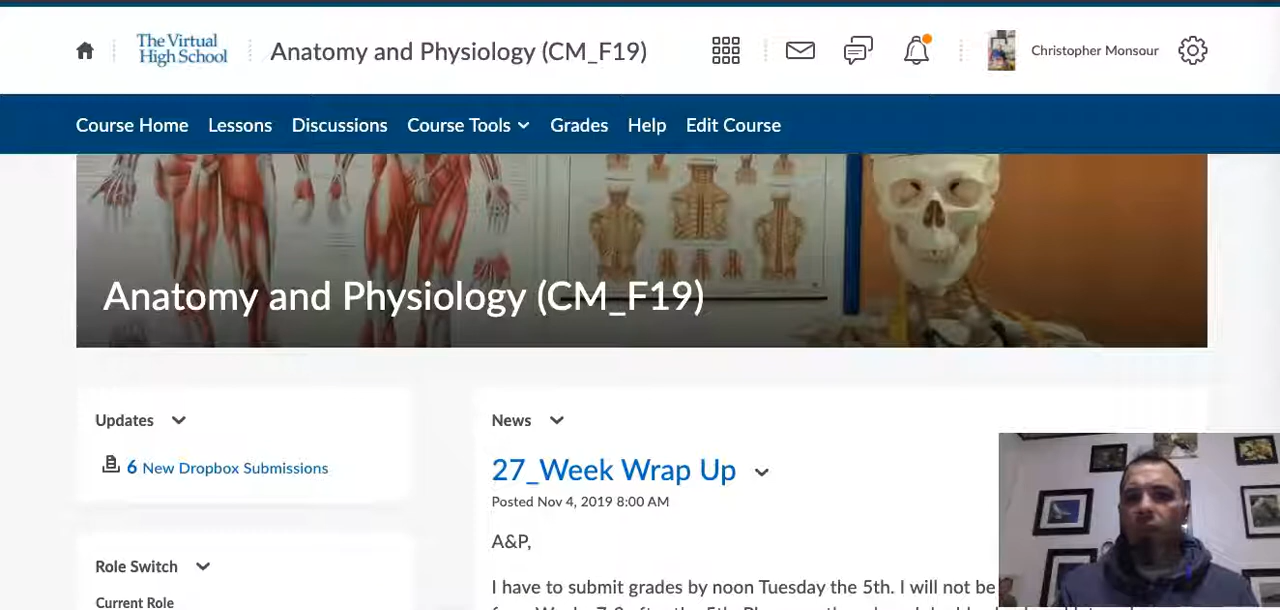 The Virtual
High School
Anatomy and Physiology (CM_F19)
Christopher Monsour
Course Home Lessons Discussions Course Tools Grades Help Edit Course
Anatomy and Physiology (CM_F19)
Updates
6 New Dropbox Submissions
Role Switch
Current Role
News
27_Week Wrap Up
Posted Nov 4, 2019 8:00 AM
A&P,
I have to submit grades by noon Tuesday the 5th. I will not be